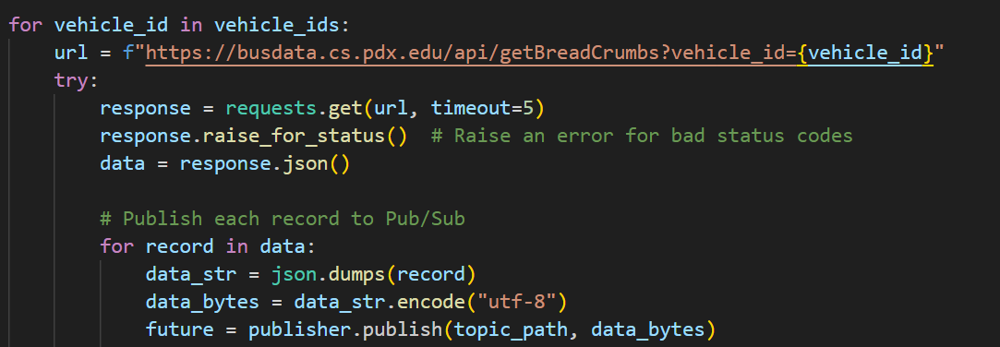 for vehicle_id in vehicle_ids:
    url = f"https://busdata.cs.pdx.edu/api/getBreadCrumbs?vehicle_id={vehicle_id}"
    try:
        response = requests.get(url, timeout=5)
        response.raise_for_status()  # Raise an error for bad status codes
        data = response.json()

        # Publish each record to Pub/Sub
        for record in data:
            data_str = json.dumps(record)
            data_bytes = data_str.encode("utf-8")
            future = publisher.publish(topic_path, data_bytes)